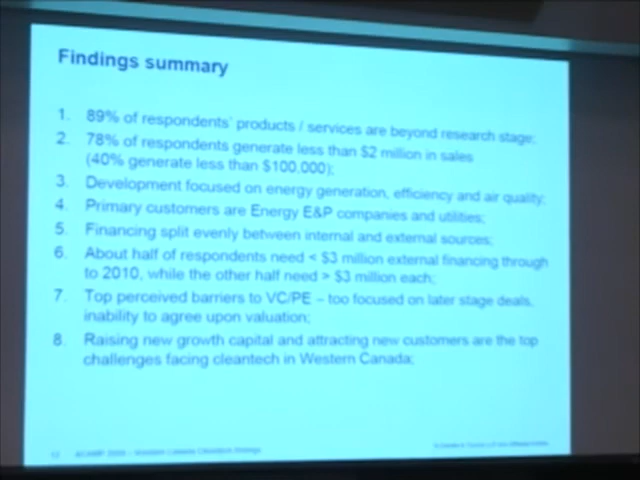 Findings summary
1. 89% of respondents' products / services are beyond research stage;
2. 78% of respondents generate less than $2 million in sales
(40% generate less than $100,000);
3. Development focused on energy generation, efficiency and air quality;
4. Primary customers are Energy E&P companies and utilities;
5. Financing split evenly between internal and external sources;
6. About half of respondents need < $3 million external financing through
to 2010, while the other half need > $3 million each;
7. Top perceived barriers to VC/PE – too focused on later stage deals,
inability to agree upon valuation;
8. Raising new growth capital and attracting new customers are the top
challenges facing cleantech in Western Canada;
Western Canada Cleantech